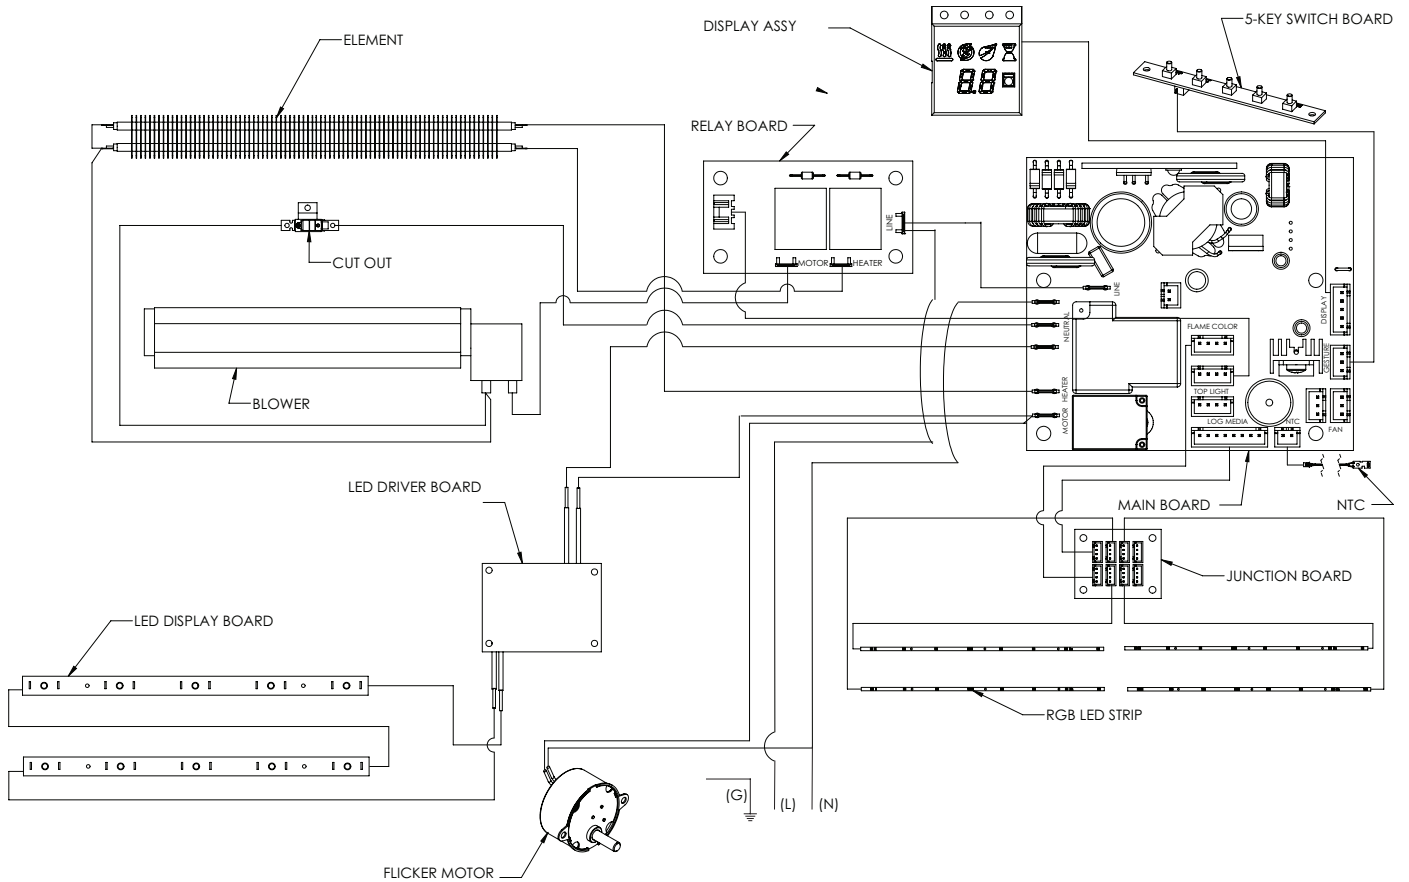 DISPLAY ASSY
5-KEY SWITCH BOARD
ELEMENT
8.8
RELAY BOARD
LINE
MOTOR
HEATER
CUT OUT
LINE
DISPLAY
NEUTRAL
FLAME COLOR
GESTURE
TOP LIGHT
HEATER
MOTOR
LOG MEDIA
NTC
FAN
BLOWER
LED DRIVER BOARD
MAIN BOARD
NTC
JUNCTION BOARD
LED DISPLAY BOARD
RGB LED STRIP
(G)
(L)
(N)
FLICKER MOTOR